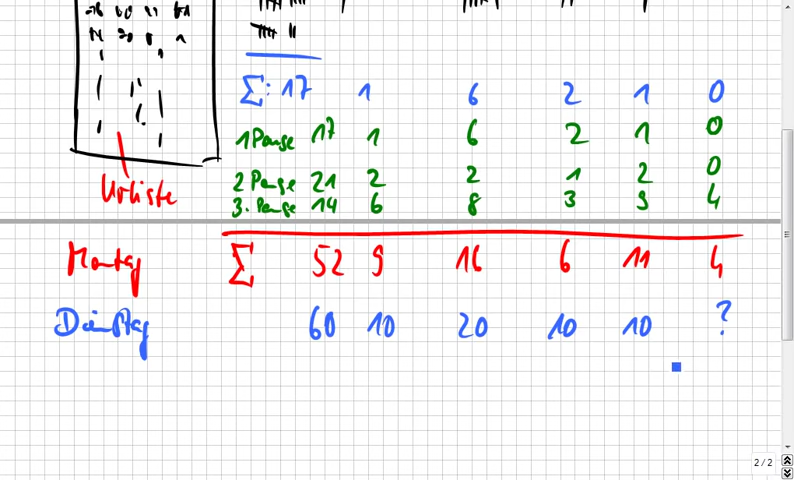 Σ: 17 1 6 2 1 0
1 Pause 17 1 6 2 1 0
2 Pause 21 2 2 1 2 0
3. Pause 14 6 8 3 9 4
Urliste
Montag Σ 52 9 16 6 11 4
Dienstag 60 10 20 10 10 ?
2 / 2